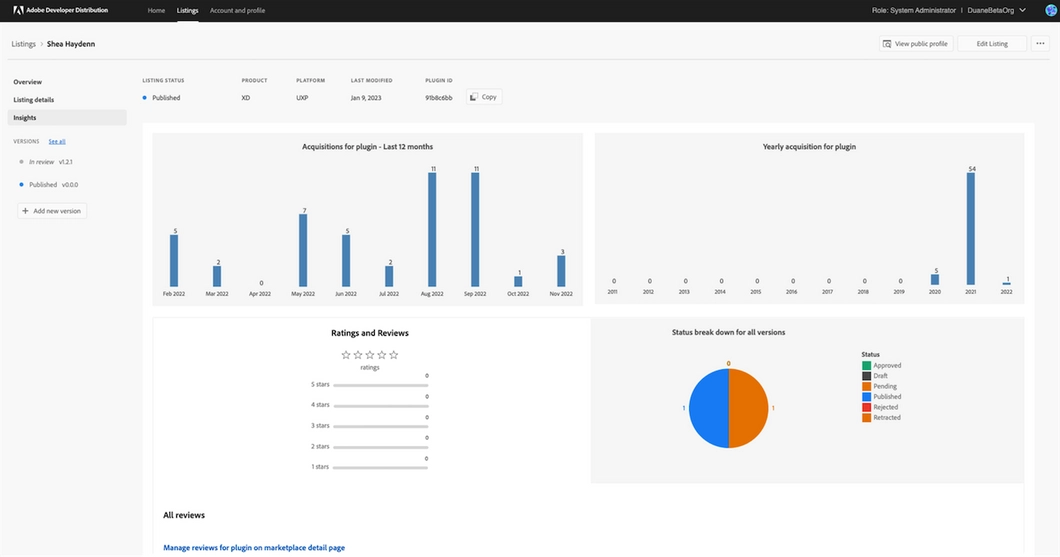 Adobe Developer Distribution
Home
Listings
Account and profile
Role: System Administrator | DuaneBetaOrg
Listings > Shea Haydenn
View public profile
Edit Listing
Overview
Listing details
Insights
VERSIONS See all
In review v1.2.1
Published v0.0.0
+ Add new version
LISTING STATUS
Published
PRODUCT
XD
PLATFORM
UXP
LAST MODIFIED
Jan 9, 2023
PLUGIN ID
91b8c6bb
Copy
Acquisitions for plugin - Last 12 months
5 2 0 7 5 2 11 11 1 3
Feb 2022 Mar 2022 Apr 2022 May 2022 Jun 2022 Jul 2022 Aug 2022 Sep 2022 Oct 2022 Nov 2022
Yearly acquisition for plugin
0 0 0 0 0 0 0 0 0 5 54 1
2011 2012 2013 2014 2015 2016 2017 2018 2019 2020 2021 2022
Ratings and Reviews
ratings
5 stars 0
4 stars 0
3 stars 0
2 stars 0
1 stars 0
Status break down for all versions
0
1 1
Status
Approved
Draft
Pending
Published
Rejected
Retracted
All reviews
Manage reviews for plugin on marketplace detail page